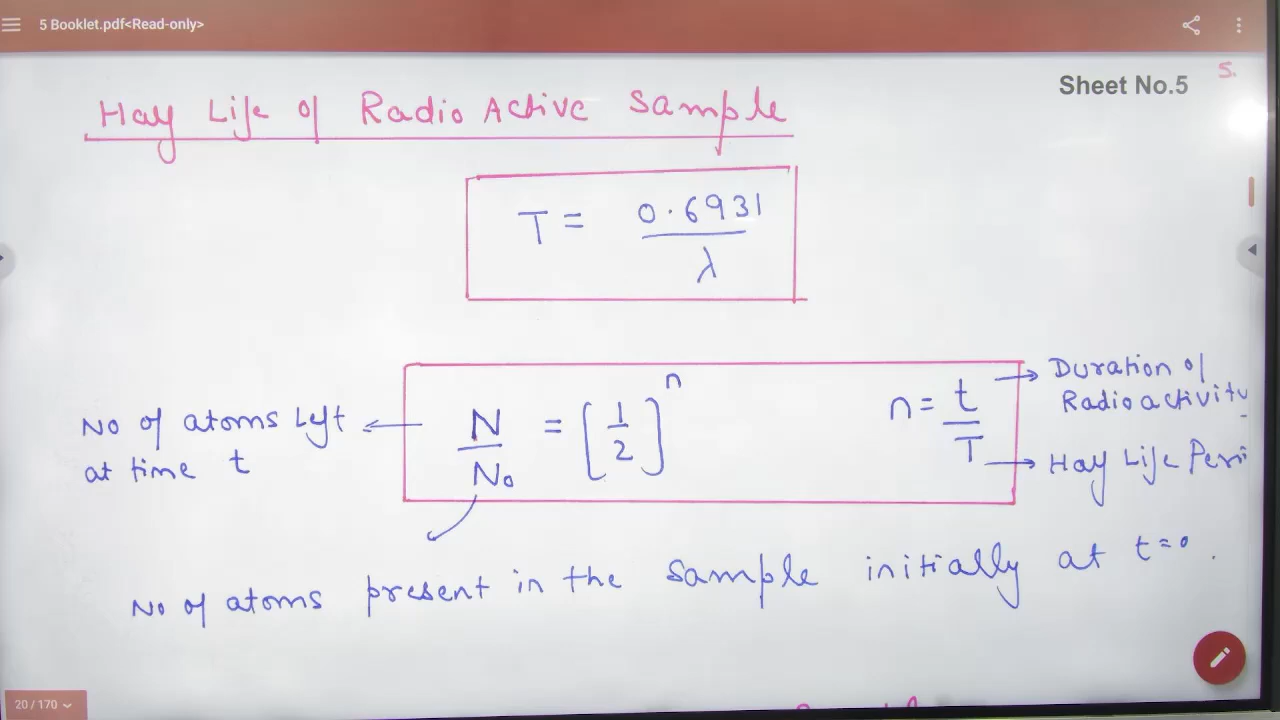 5 Booklet.pdf<Read-only>
Sheet No.5
5.
Half Life of Radio Active Sample
T = 0.6931 / λ
No of atoms Left at time t
N / No = [1/2]^n
n = t / T
Duration of Radioactivity
Half Life Peri
No of atoms present in the sample initially at t=0.
20 / 170